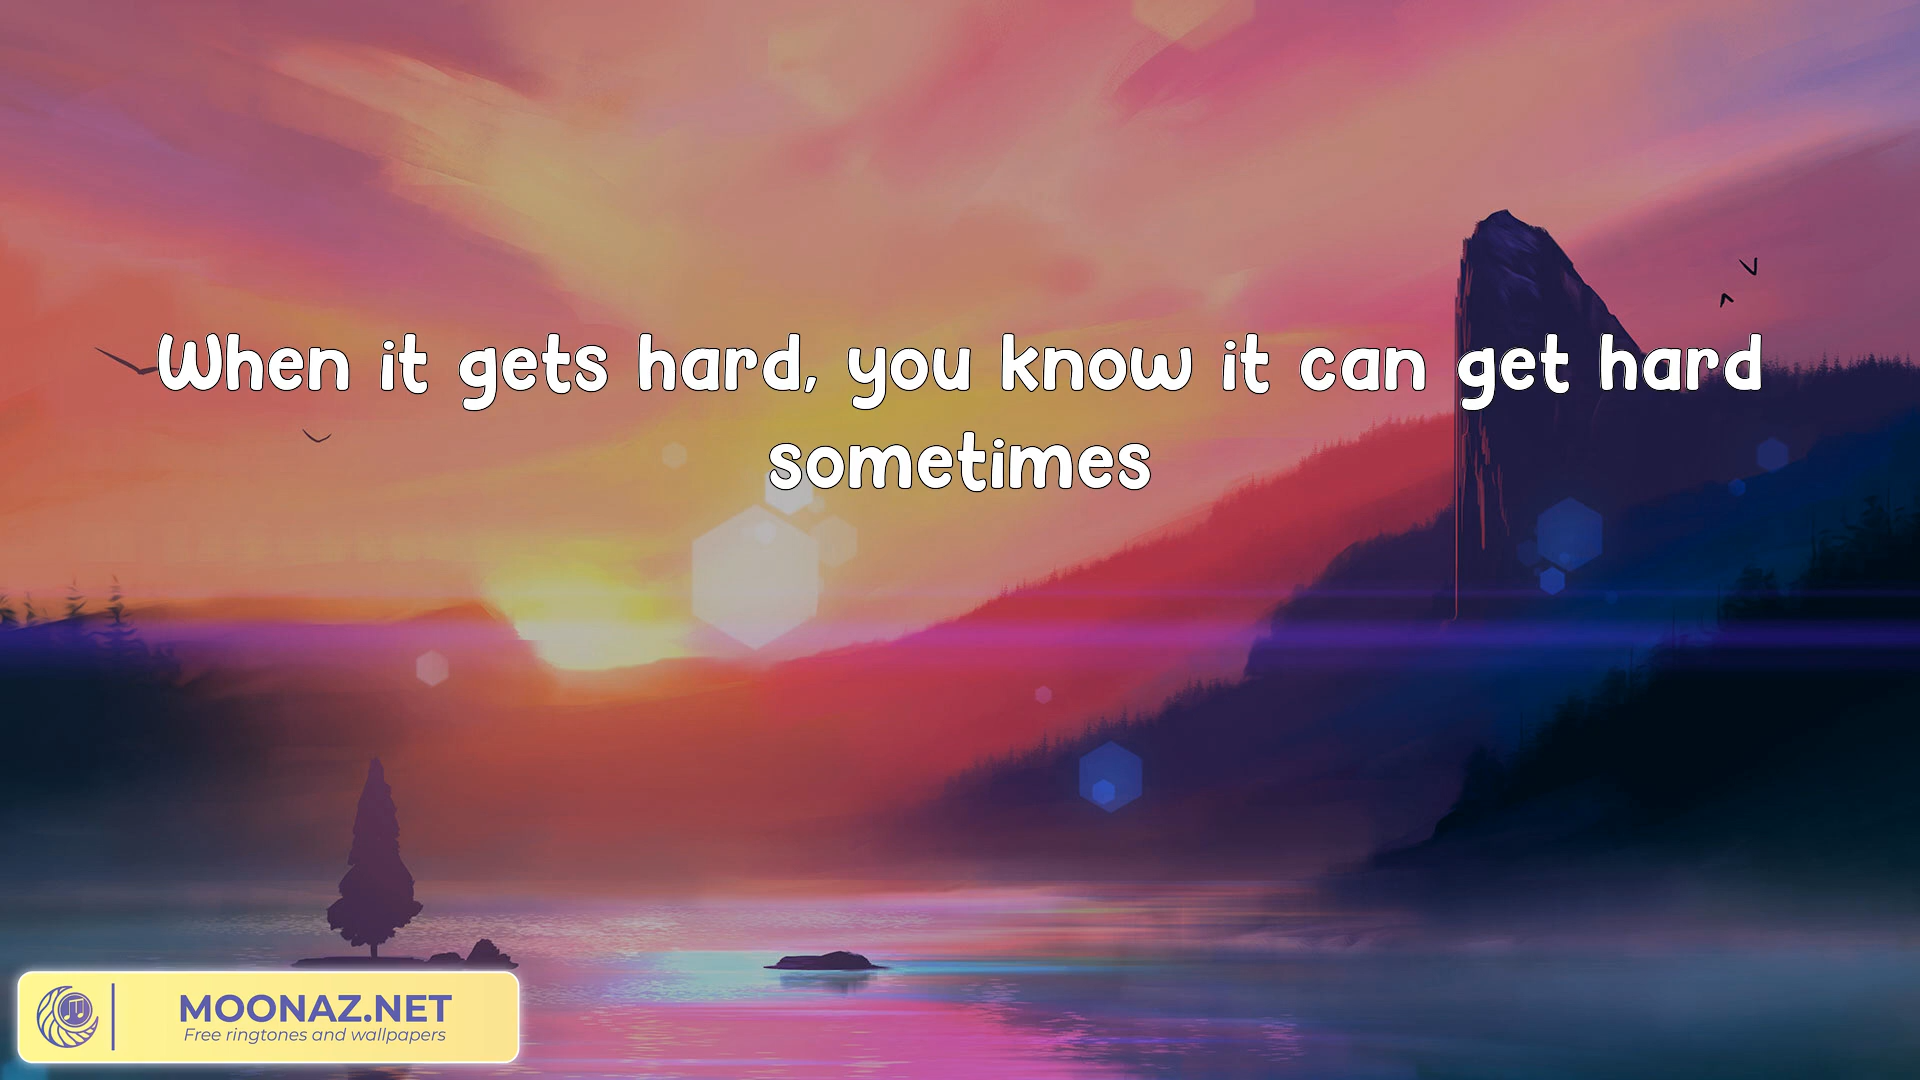 When it gets hard, you know it can get hard
sometimes
MOONAZ.NET
Free ringtones and wallpapers